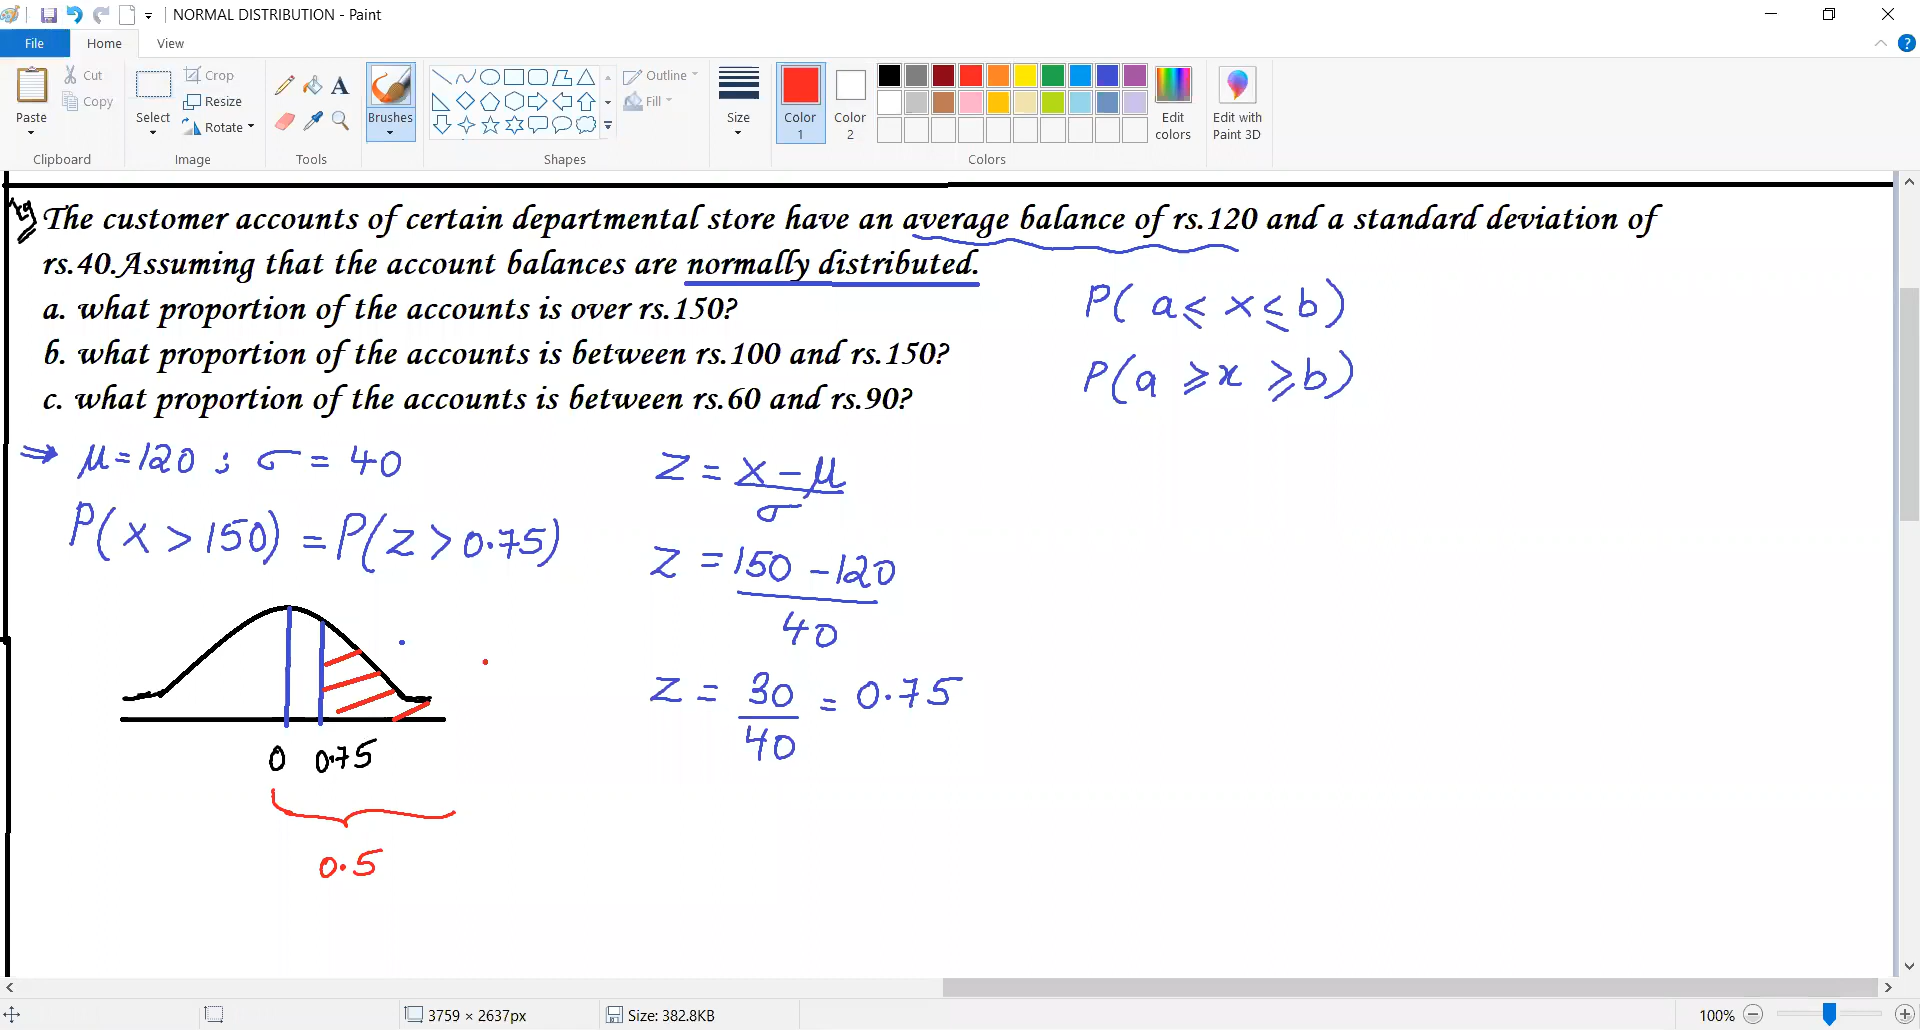 NORMAL DISTRIBUTION - Paint
File Home View
Paste Cut Copy Clipboard
Select Crop Resize Rotate Image
Tools
Brushes
Outline Fill Shapes
Size
Color 1 Color 2 Edit colors Colors
Edit with Paint 3D
The customer accounts of certain departmental store have an average balance of rs.120 and a standard deviation of
rs.40.Assuming that the account balances are normally distributed.
a. what proportion of the accounts is over rs.150?
b. what proportion of the accounts is between rs.100 and rs.150?
c. what proportion of the accounts is between rs.60 and rs.90?
P( a ≤ x ≤ b )
P( a ≥ x ≥ b )
⇒ μ = 120 ; σ = 40
P( x > 150 ) = P( z > 0.75 )
0 0.75
0.5
z = x - μ / σ
z = 150 - 120 / 40
z = 30 / 40 = 0.75
3759 × 2637px Size: 382.8KB 100%